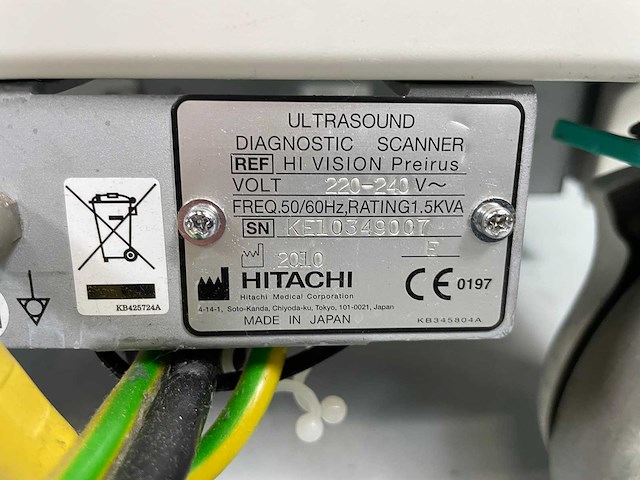 ULTRASOUND
DIAGNOSTIC SCANNER
REF HI VISION Preirus
VOLT 220-240 V~
FREQ.50/60Hz,RATING1.5KVA
SN KE10349007
2010 E
HITACHI
CE 0197
Hitachi Medical Corporation
4-14-1, Soto-Kanda, Chiyoda-ku, Tokyo, 101-0021, Japan
MADE IN JAPAN
KB345804A
KB425724A